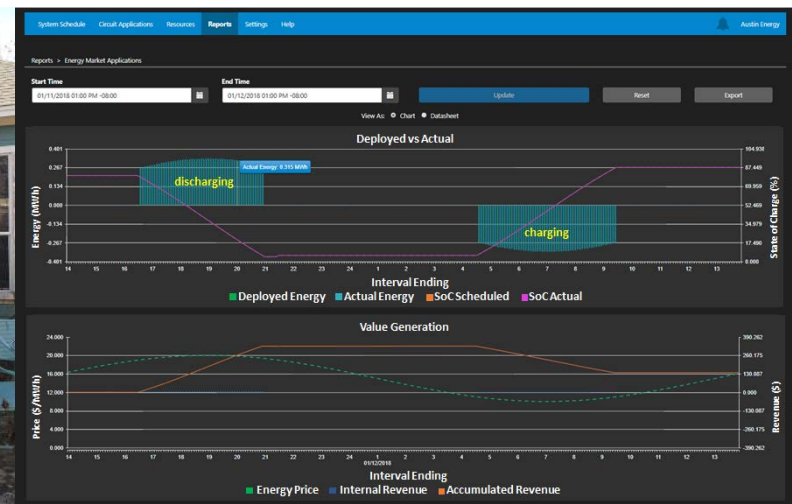 System Schedule Circuit Applications Resources Reports Settings Help Austin Energy
Reports > Energy Market Applications
Start Time End Time
01/11/2018 01:00 PM -08:00 01/12/2018 01:00 PM -08:00 Update Reset Export
View As: Chart Datasheet
Deployed vs Actual
0.401 104.938
0.267 Actual Energy: 0.315 MWh 87.449
discharging
0.134 69.959
0.000 52.469
-0.134 34.979
charging
-0.267 17.490
-0.401 0.000
Energy (MW/h) State of Charge (%)
14 15 16 17 18 19 20 21 22 23 24 1 2 3 4 5 6 7 8 9 10 11 12 13
Interval Ending
Deployed Energy Actual Energy SoC Scheduled SoC Actual
Value Generation
24.000 390.262
20.000 260.175
16.000 130.087
12.000 0.000
8.000 -130.087
4.000 -260.175
0.000 -390.262
Price ($/MW/h) Revenue ($)
14 15 16 17 18 19 20 21 22 23 24 1 2 3 4 5 6 7 8 9 10 11 12 13
01/12/2018
Interval Ending
Energy Price Internal Revenue Accumulated Revenue